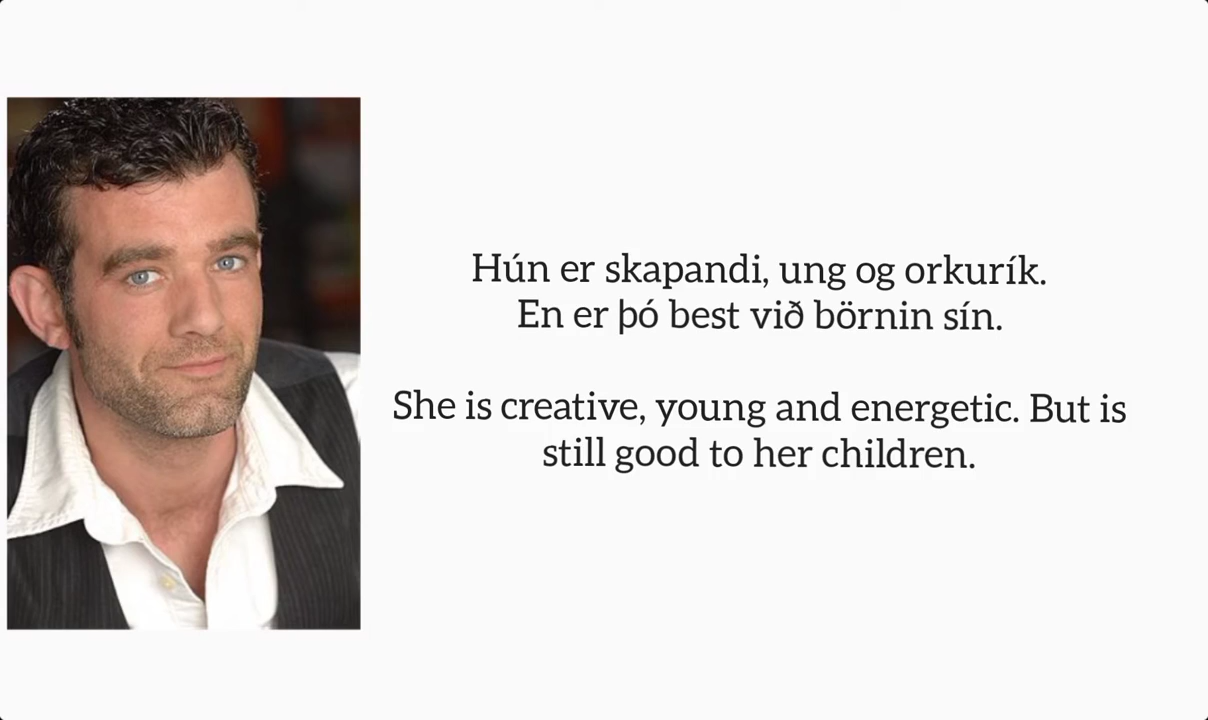 Hún er skapandi, ung og orkurík.
En er þó best við börnin sín.
She is creative, young and energetic. But is
still good to her children.